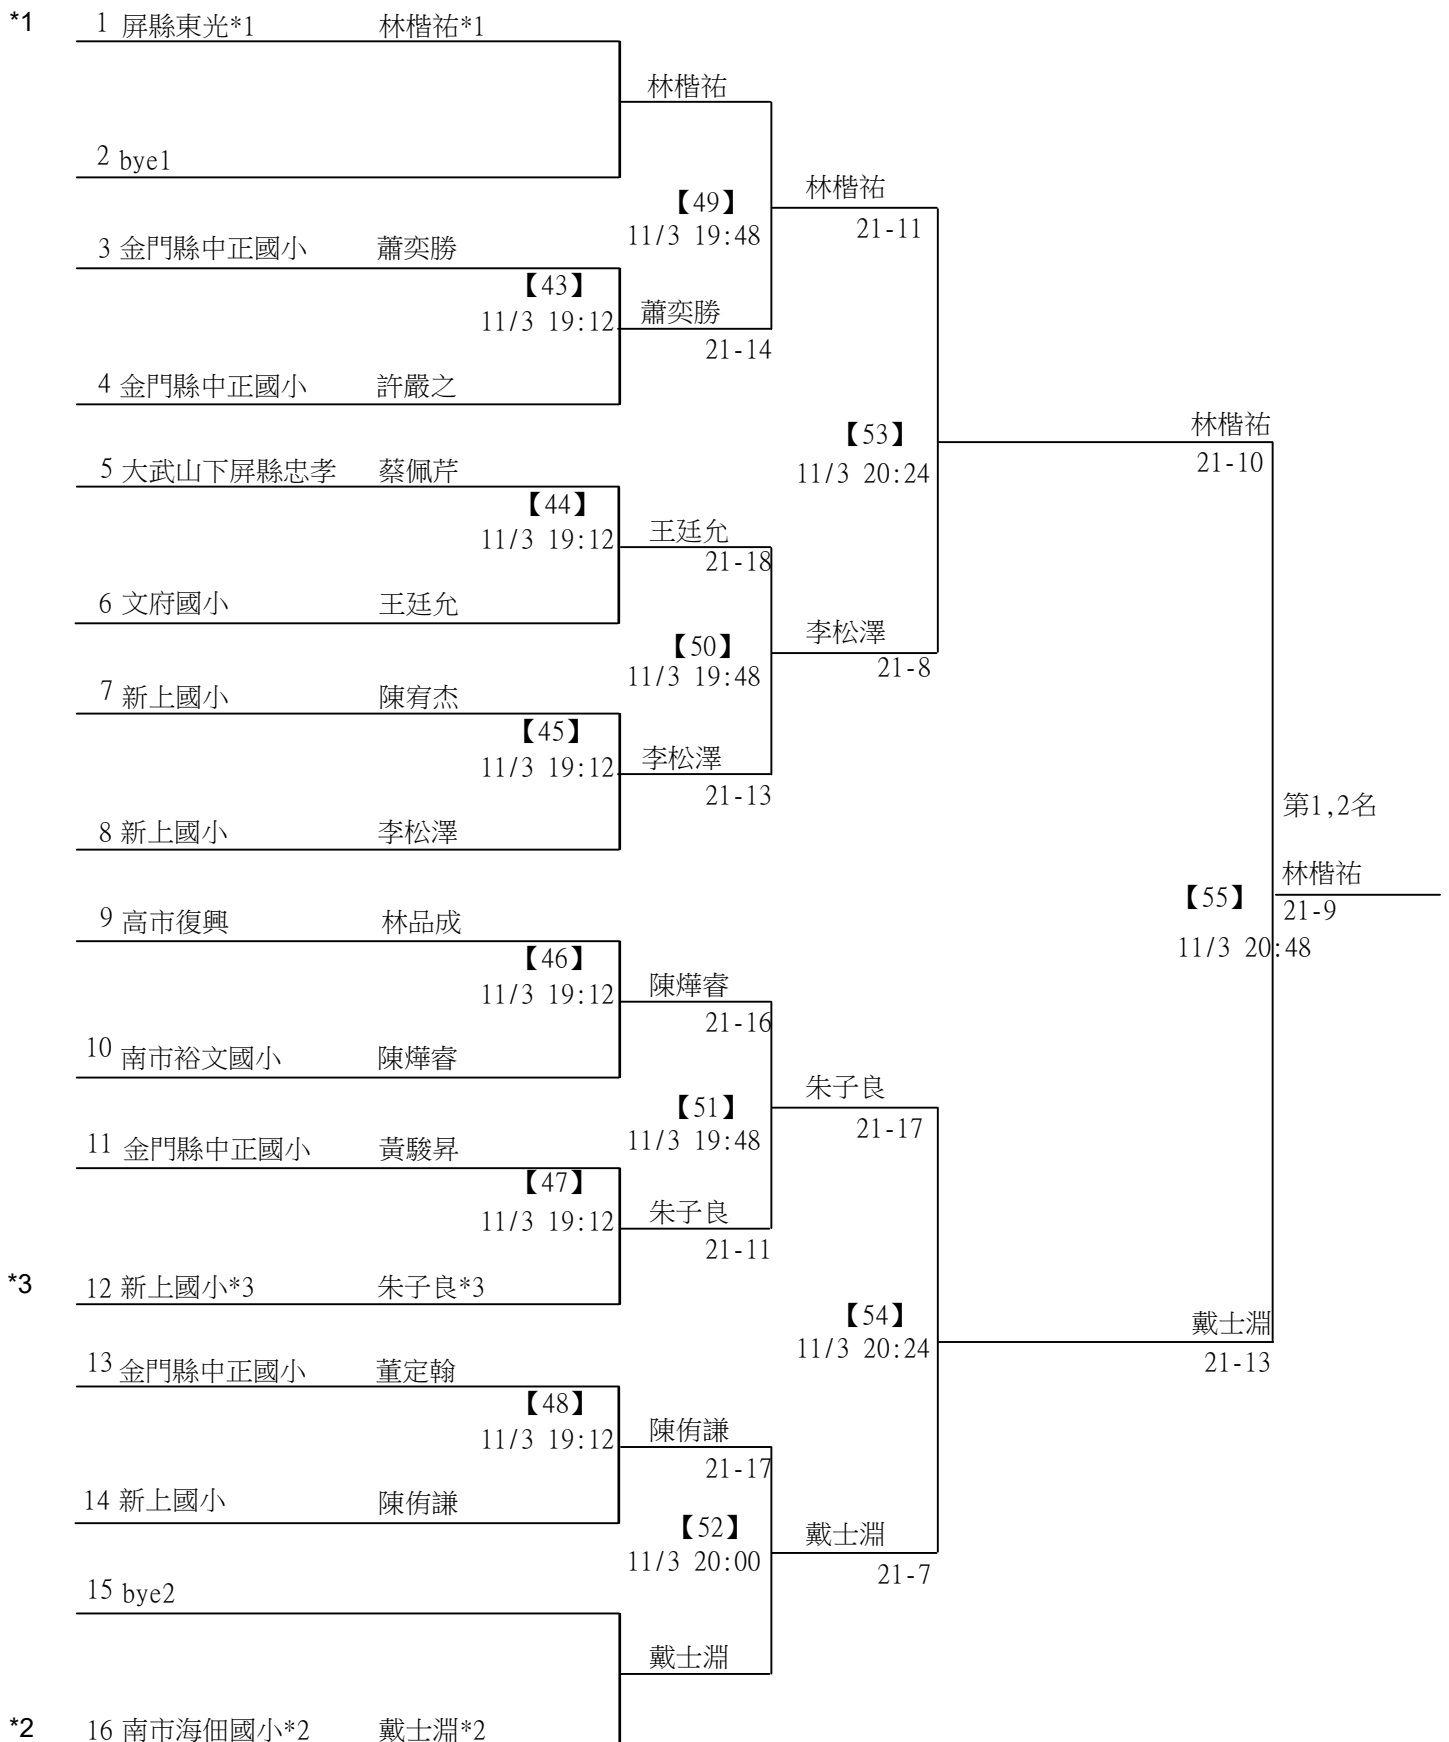 *1 1 屏縣東光*1 林楷祐*1
林楷祐
2 bye1
林楷祐
【49】
21-11
11/3 19:48
3 金門縣中正國小 蕭奕勝
【43】
11/3 19:12
蕭奕勝
21-14
4 金門縣中正國小 許嚴之
林楷祐
【53】
21-10
11/3 20:24
5 大武山下屏縣忠孝 蔡佩芹
【44】
11/3 19:12
王廷允
21-18
6 文府國小 王廷允
李松澤
【50】
21-8
11/3 19:48
7 新上國小 陳宥杰
【45】
11/3 19:12
李松澤
21-13
8 新上國小 李松澤
第1,2名
林楷祐
【55】
21-9
11/3 20:48
9 高市復興 林品成
【46】
11/3 19:12
陳燁睿
21-16
10 南市裕文國小 陳燁睿
朱子良
【51】
21-17
11/3 19:48
11 金門縣中正國小 黃駿昇
【47】
11/3 19:12
朱子良
21-11
*3 12 新上國小*3 朱子良*3
【54】
戴士淵
11/3 20:24
21-13
13 金門縣中正國小 董定翰
【48】
11/3 19:12
陳侑謙
21-17
14 新上國小 陳侑謙
【52】
戴士淵
11/3 20:00
21-7
15 bye2
戴士淵
*2 16 南市海佃國小*2 戴士淵*2